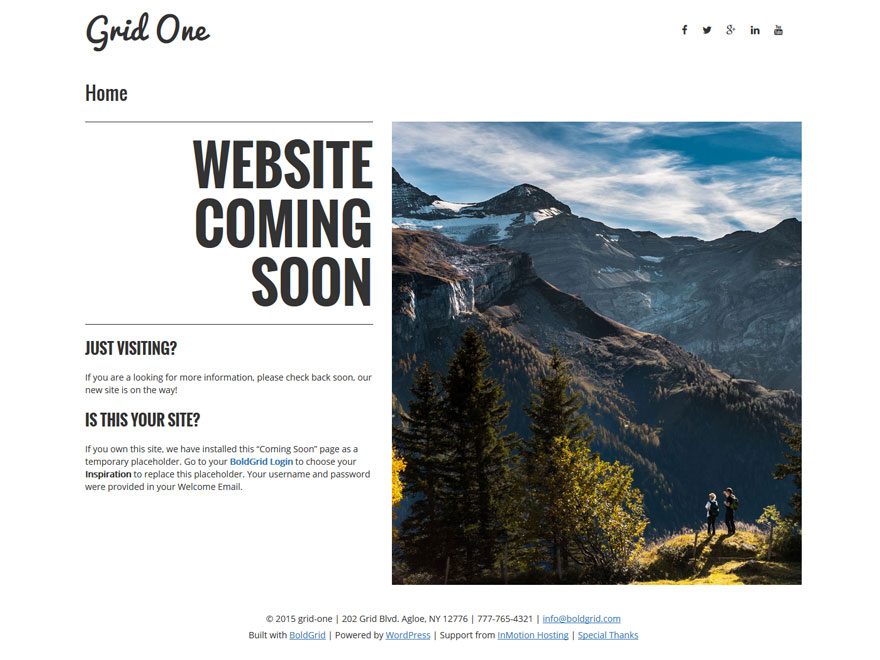 Grid One
Home
WEBSITE
COMING
SOON
JUST VISITING?
If you are a looking for more information, please check back soon, our
new site is on the way!
IS THIS YOUR SITE?
If you own this site, we have installed this “Coming Soon” page as a
temporary placeholder. Go to your BoldGrid Login to choose your
Inspiration to replace this placeholder. Your username and password
were provided in your Welcome Email.
© 2015 grid-one | 202 Grid Blvd. Agloe, NY 12776 | 777-765-4321 | info@boldgrid.com
Built with BoldGrid | Powered by WordPress | Support from InMotion Hosting | Special Thanks